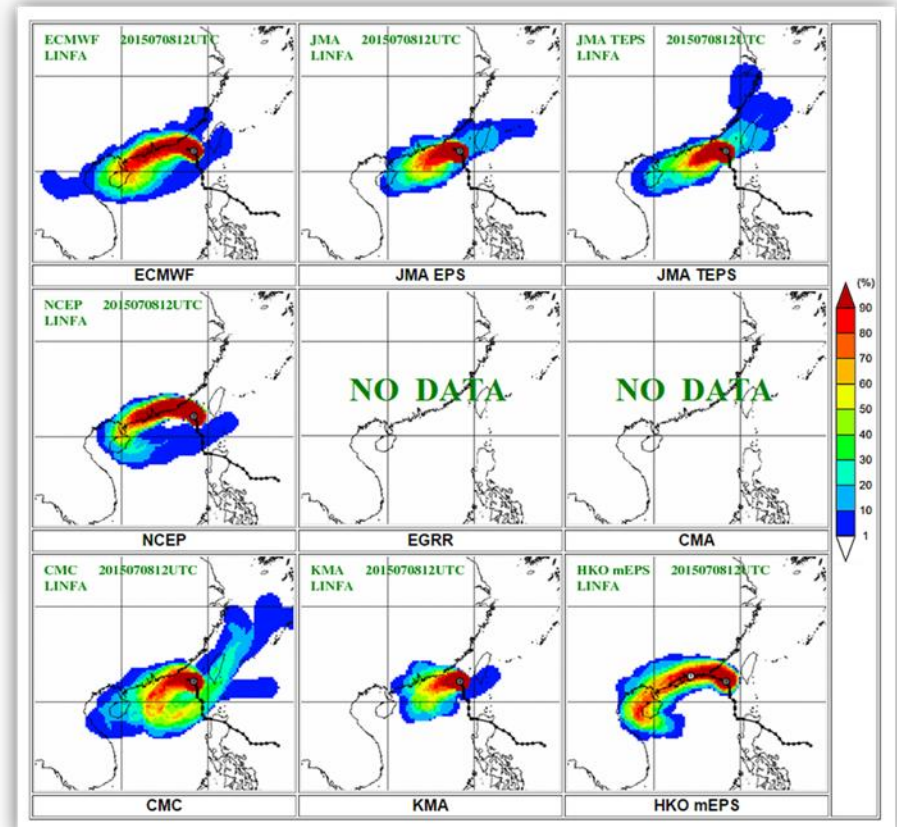 ECMWF 2015070812UTC
LINFA
JMA 2015070812UTC
LINFA
JMA TEPS 2015070812UTC
LINFA
ECMWF
JMA EPS
JMA TEPS
NCEP 2015070812UTC
LINFA
NO DATA
NO DATA
NCEP
EGRR
CMA
CMC 2015070812UTC
LINFA
KMA 2015070812UTC
LINFA
HKO mEPS 2015070812UTC
LINFA
CMC
KMA
HKO mEPS
(%)
90
80
70
60
50
40
30
20
10
1